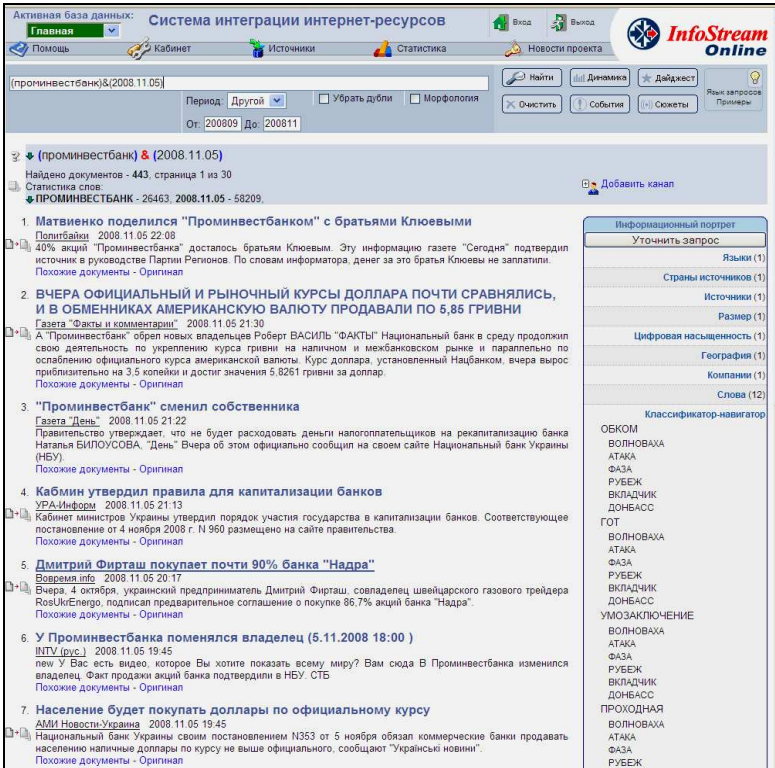 Активная база данных:
Главная
Система интеграции интернет-ресурсов
Вход
Выход
InfoStream
Online
Помощь
Кабинет
Источники
Статистика
Новости проекта
(проминвестбанк)&(2008.11.05)
Период: Другой
Убрать дубли
Морфология
От: 200809 До: 200811
Найти
Динамика
Дайджест
Очистить
События
Сюжеты
Язык запросов
Примеры
(проминвестбанк) & (2008.11.05)
Найдено документов - 443, страница 1 из 30
Статистика слов:
ПРОМИНВЕСТБАНК - 26463, 2008.11.05 - 58209,
Добавить канал
1. Матвиенко поделился "Проминвестбанком" с братьями Клюевыми
Политбайки 2008.11.05 22:08
40% акций "Проминвестбанка" досталось братьям Клюевым. Эту информацию газете "Сегодня" подтвердил
источник в руководстве Партии Регионов. По словам информатора, денег за это братья Клюевы не заплатили.
Похожие документы - Оригинал
2. ВЧЕРА ОФИЦИАЛЬНЫЙ И РЫНОЧНЫЙ КУРСЫ ДОЛЛАРА ПОЧТИ СРАВНЯЛИСЬ,
И В ОБМЕННИКАХ АМЕРИКАНСКУЮ ВАЛЮТУ ПРОДАВАЛИ ПО 5,85 ГРИВНИ
Газета "Факты и комментарии" 2008.11.05 21:30
А "Проминвестбанк" обрел новых владельцев Роберт ВАСИЛЬ "ФАКТЫ" Национальный банк в среду продолжил
свою деятельность по укреплению курса гривни на наличном и межбанковском рынке и параллельно по
ослаблению официального курса американской валюты. Курс доллара, установленный Нацбанком, вчера вырос
приблизительно на 3,5 копейки и достиг значения 5,8261 гривны за доллар.
Похожие документы - Оригинал
3. "Проминвестбанк" сменил собственника
Газета "День" 2008.11.05 21:22
Правительство утверждает, что не будет расходовать деньги налогоплательщиков на рекапитализацию банка
Наталья БИЛОУСОВА, "День" Вчера об этом официально сообщил на своем сайте Национальный банк Украины
(НБУ).
Похожие документы - Оригинал
4. Кабмин утвердил правила для капитализации банков
УРА-Информ 2008.11.05 21:13
Кабинет министров Украины утвердил порядок участия государства в капитализации банков. Соответствующее
постановление от 4 ноября 2008 г. N 960 размещено на сайте правительства.
Похожие документы - Оригинал
5. Дмитрий Фирташ покупает почти 90% банка "Надра"
Вовремя.info 2008.11.05 20:17
Вчера, 4 октября, украинский предприниматель Дмитрий Фирташ, совладелец швейцарского газового трейдера
RosUkrEnergo, подписал предварительное соглашение о покупке 86,7% акций банка "Надра".
Похожие документы - Оригинал
6. У Проминвестбанка поменялся владелец (5.11.2008 18:00 )
INTV (рус.) 2008.11.05 19:45
new У Вас есть видео, которое Вы хотите показать всему миру? Вам сюда В Проминвестбанка изменился
владелец. Факт продажи акций банка подтвердили в НБУ. СТБ
Похожие документы - Оригинал
7. Население будет покупать доллары по официальному курсу
АМИ Новости-Украина 2008.11.05 19:45
Национальный банк Украины своим постановлением N353 от 5 ноября обязал коммерческие банки продавать
населению наличные доллары по курсу не выше официального, сообщают "Українські новини".
Похожие документы - Оригинал
Информационный портрет
Уточнить запрос
Языки (1)
Страны источников (1)
Источники (1)
Размер (1)
Цифровая насыщенность (1)
География (1)
Компании (1)
Слова (12)
Классификатор-навигатор
ОБКОМ
ВОЛНОВАХА
АТАКА
ФАЗА
РУБЕЖ
ВКЛАДЧИК
ДОНБАСС
ГОТ
ВОЛНОВАХА
АТАКА
ФАЗА
РУБЕЖ
ВКЛАДЧИК
ДОНБАСС
УМОЗАКЛЮЧЕНИЕ
ВОЛНОВАХА
АТАКА
ФАЗА
РУБЕЖ
ВКЛАДЧИК
ДОНБАСС
ПРОХОДНАЯ
ВОЛНОВАХА
АТАКА
ФАЗА
РУБЕЖ